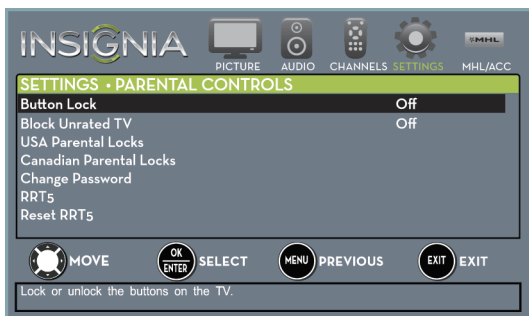 INSIGNIA
PICTURE AUDIO CHANNELS SETTINGS MHL/ACC
MHL
SETTINGS • PARENTAL CONTROLS
Button Lock Off
Block Unrated TV Off
USA Parental Locks
Canadian Parental Locks
Change Password
RRT5
Reset RRT5
MOVE OK ENTER SELECT MENU PREVIOUS EXIT EXIT
Lock or unlock the buttons on the TV.